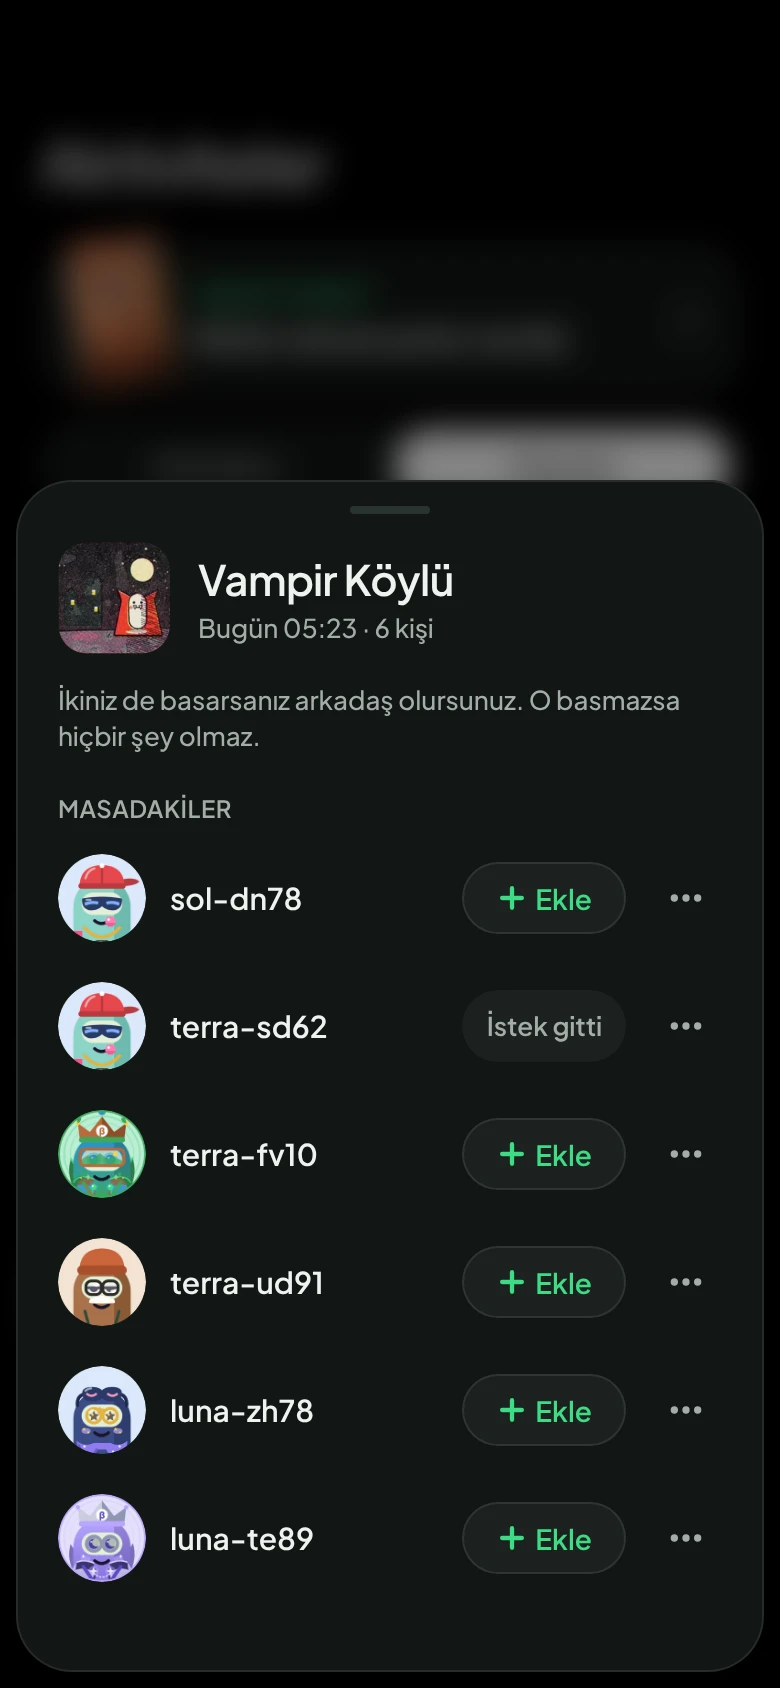 Vampir Köylü
Bugün 05:23 · 6 kişi
İkiniz de basarsanız arkadaş olursunuz. O basmazsa
hiçbir şey olmaz.
MASADAKİLER
sol-dn78
+ Ekle
terra-sd62
İstek gitti
terra-fv10
+ Ekle
terra-ud91
+ Ekle
luna-zh78
+ Ekle
luna-te89
+ Ekle